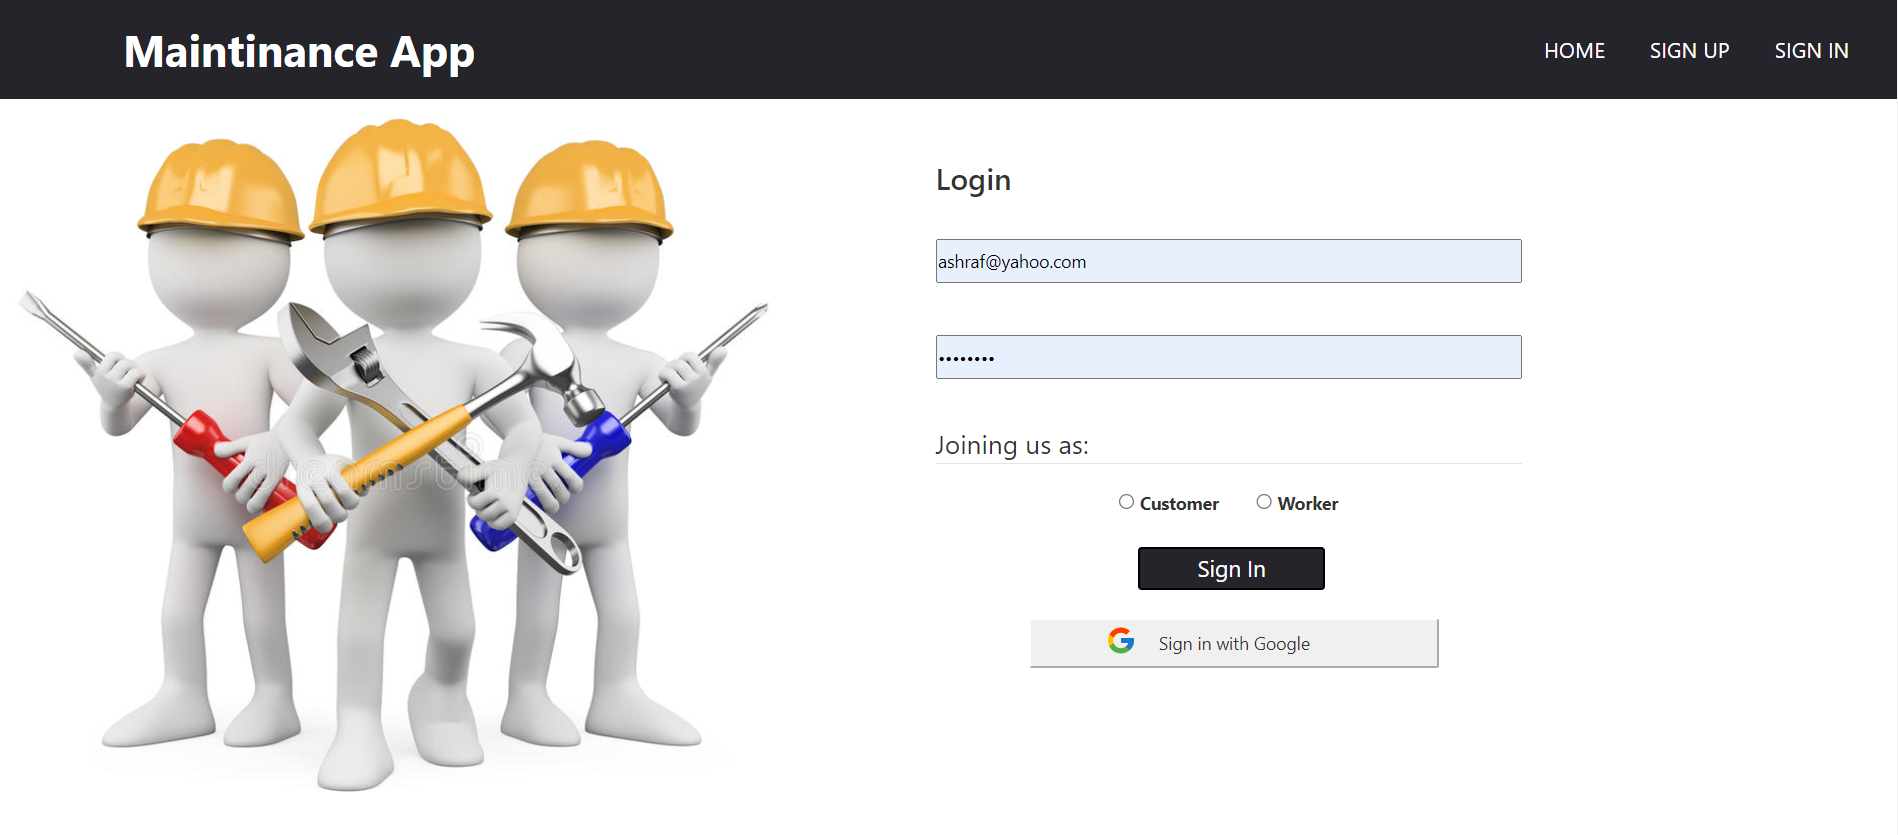 Maintinance App
HOME SIGN UP SIGN IN
Login
ashraf@yahoo.com
••••••••
Joining us as:
Customer Worker
Sign In
Sign in with Google
dreamstime